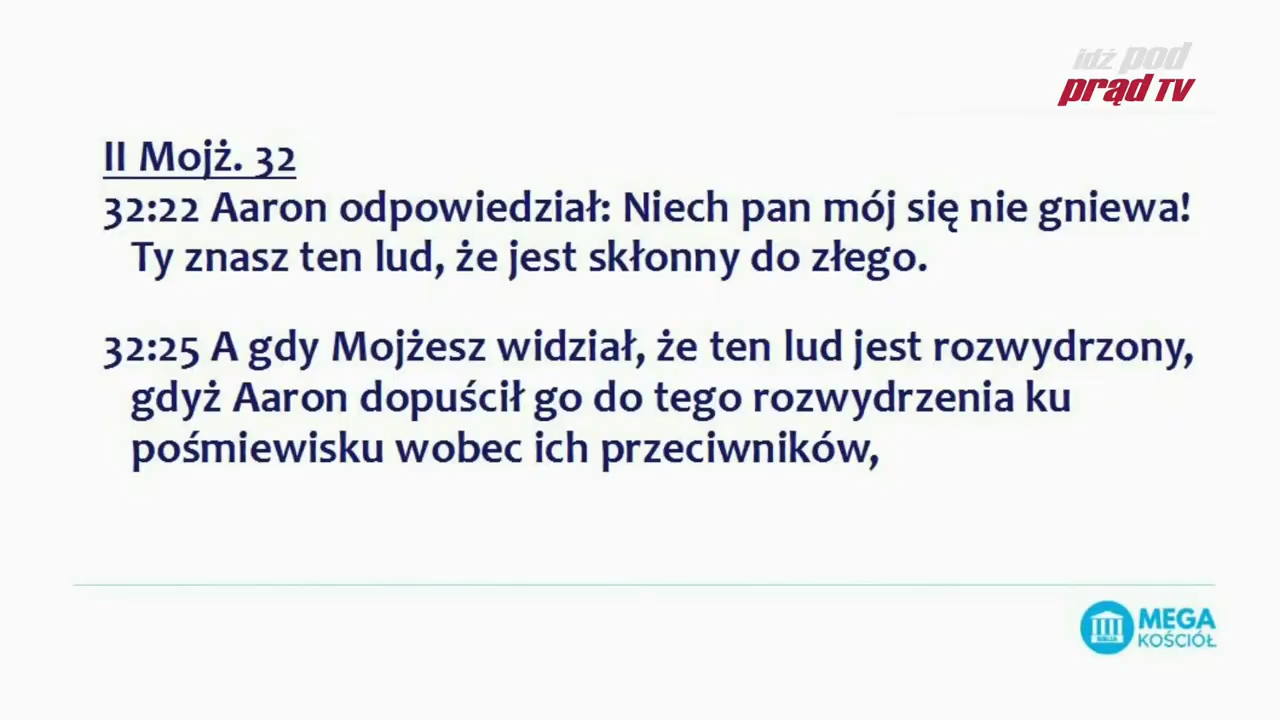 idź pod
prąd TV
II Mojż. 32
32:22 Aaron odpowiedział: Niech pan mój się nie gniewa!
Ty znasz ten lud, że jest skłonny do złego.
32:25 A gdy Mojżesz widział, że ten lud jest rozwydrzony,
gdyż Aaron dopuścił go do tego rozwydrzenia ku
pośmiewisku wobec ich przeciwników,
MEGA
KOŚCIÓŁ
BIBLIA